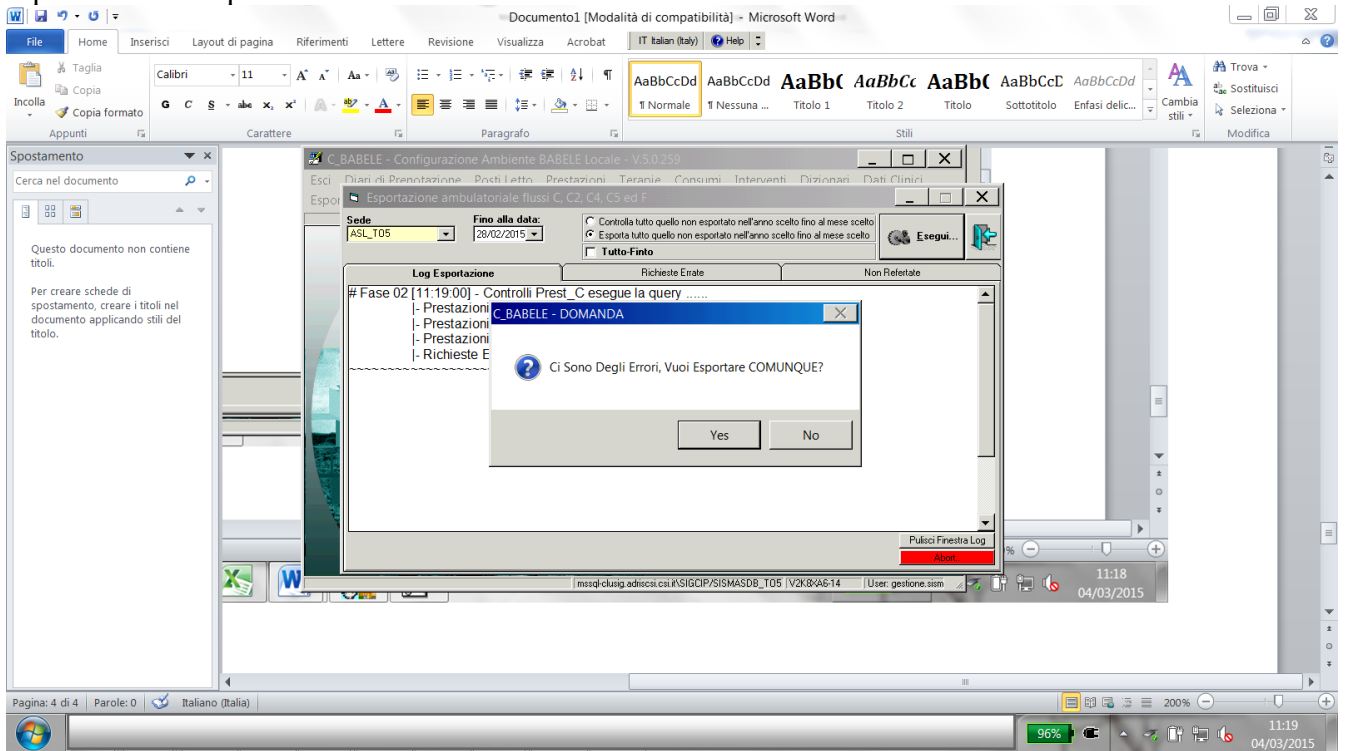 Documento1 [Modalità di compatibilità] - Microsoft Word
File Home Inserisci Layout di pagina Riferimenti Lettere Revisione Visualizza Acrobat IT Italian (Italy) Help
Taglia
Copia
Copia formato
Incolla
Calibri 11
G C S abe x₂ x²
AaBbCcDd AaBbCcDd AaBb( AaBbCc AaBb( AaBbCcD AaBbCcDd
¶ Normale ¶ Nessuna ... Titolo 1 Titolo 2 Titolo Sottotitolo Enfasi delic...
Cambia stili
Trova
Sostituisci
Seleziona
Appunti Carattere Paragrafo Stili Modifica
Spostamento
Cerca nel documento
Questo documento non contiene
titoli.
Per creare schede di
spostamento, creare i titoli nel
documento applicando stili del
titolo.
C_BABELE - Configurazione Ambiente BABELE Locale - V.5.0.259
Esci Diari di Prenotazione Posti Letto Prestazioni Terapie Consumi Interventi Dizionari Dati Clinici
Espor
Esportazione ambulatoriale flussi C, C2, C4, C5 ed F
Sede Fino alla data:
ASL_TO5 28/02/2015
Controlla tutto quello non esportato nell'anno scelto fino al mese scelto
Esporta tutto quello non esportato nell'anno scelto fino al mese scelto
Tutto-Finto
Esegui...
Log Esportazione Richieste Errate Non Refertate
# Fase 02 [11:19:00] - Controlli Prest_C esegue la query ......
|- Prestazioni
|- Prestazioni
|- Prestazioni
|- Richieste E
~~~~~~~~~~~~~~~~~~
C_BABELE - DOMANDA
Ci Sono Degli Errori, Vuoi Esportare COMUNQUE?
Yes No
Pulisci Finestra Log
Abort...
mssql-clusig.adriscsi.csi.it\SIGCIP/SISMASDB_TO5 V2K8XA6-14 User: gestione.sism
11:18
04/03/2015
Pagina: 4 di 4 Parole: 0 Italiano (Italia) 200%
96% 11:19
04/03/2015